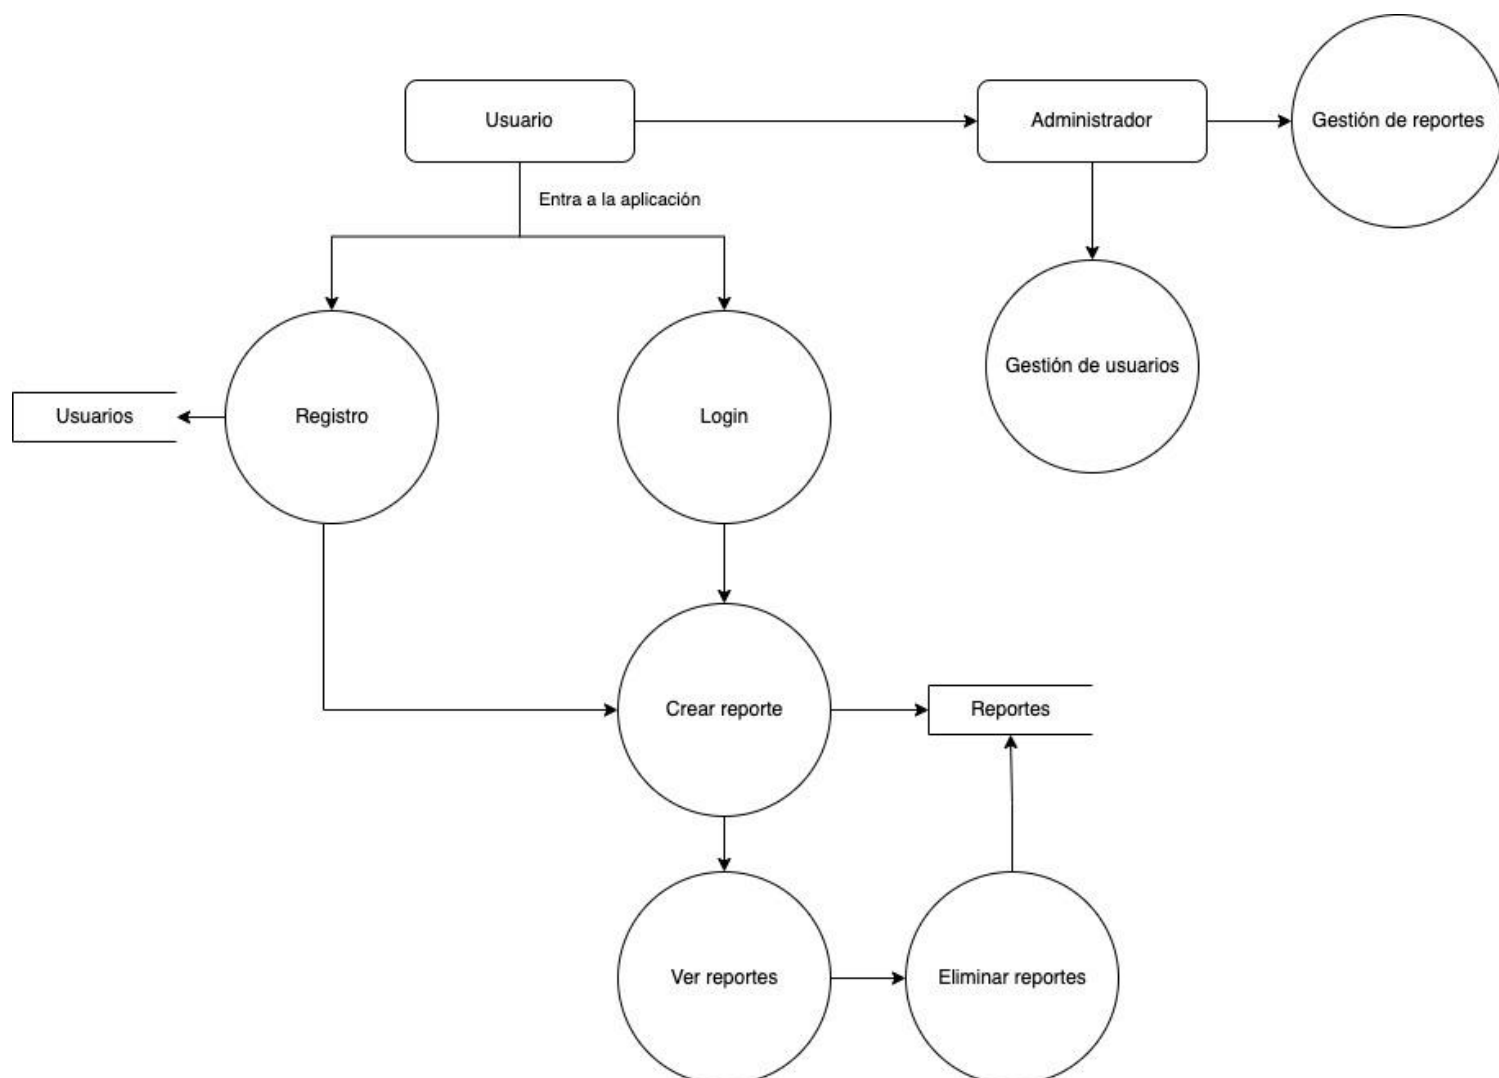 Usuario
Administrador
Gestión de reportes
Entra a la aplicación
Gestión de usuarios
Usuarios
Registro
Login
Crear reporte
Reportes
Ver reportes
Eliminar reportes